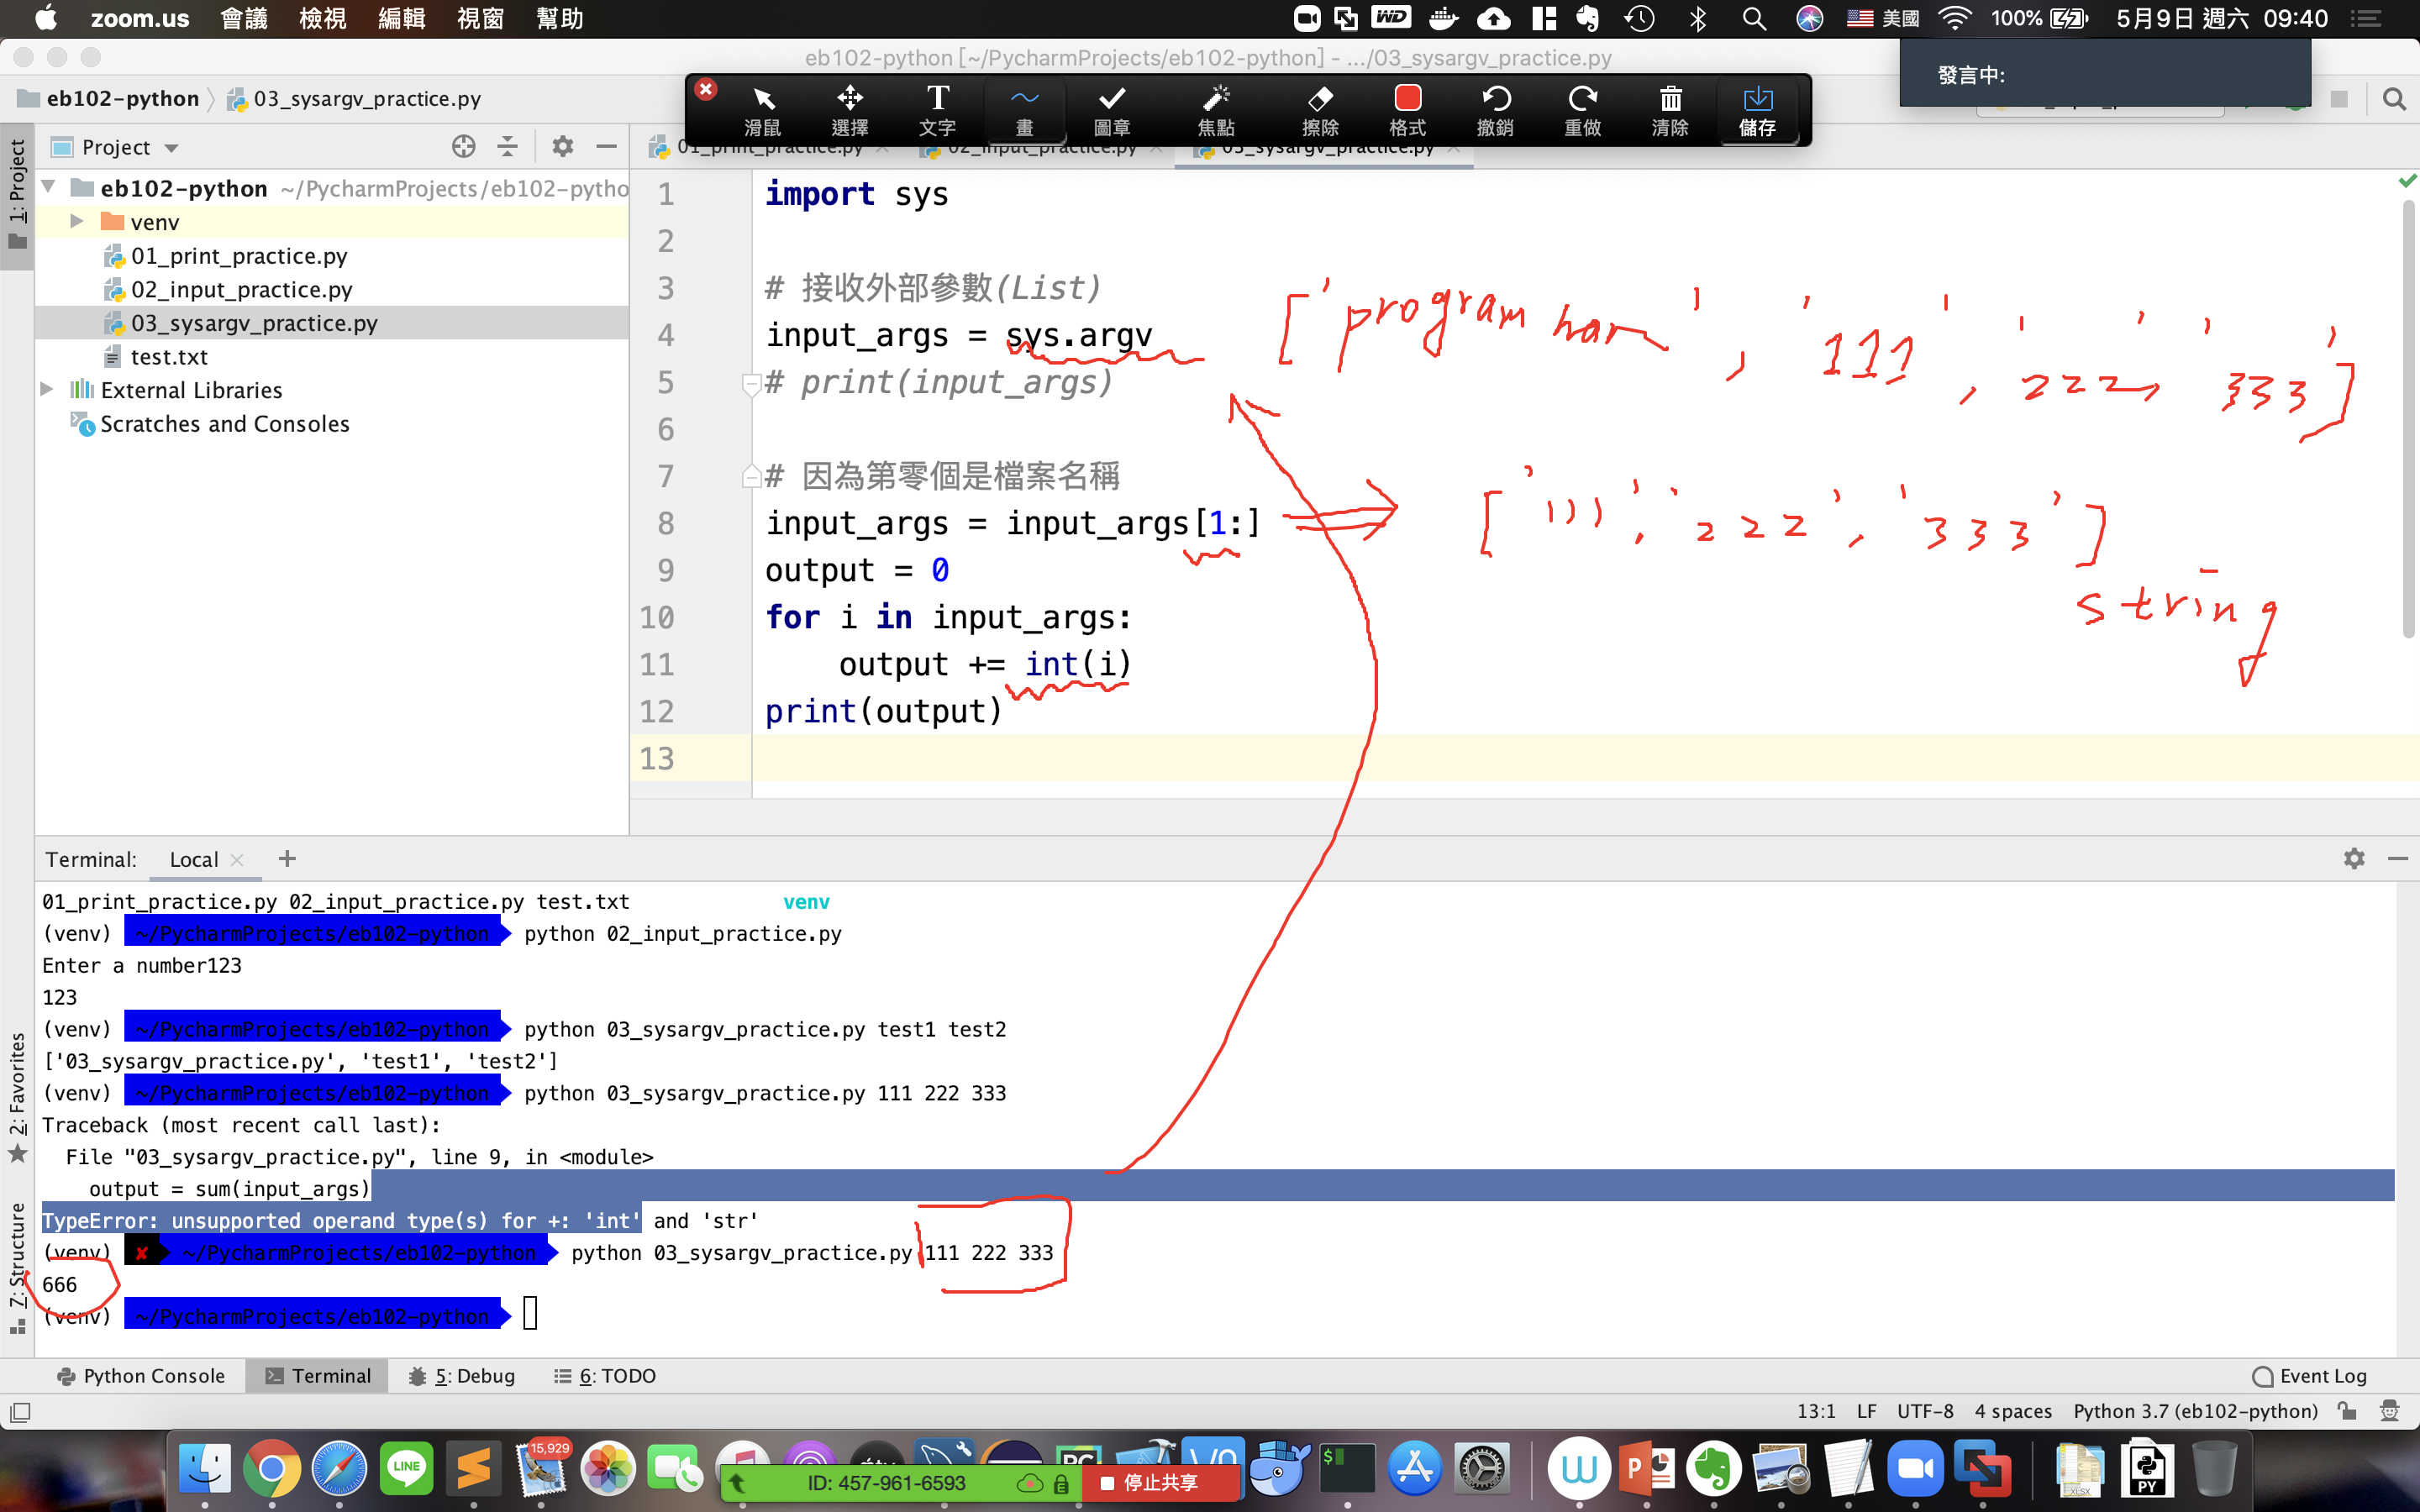 zoom.us 會議 檢視 編輯 視窗 幫助 WD 美國 100% 5月9日 週六 09:40
eb102-python [~/PycharmProjects/eb102-python] - .../03_sysargv_practice.py
發言中:
eb102-python 03_sysargv_practice.py
滑鼠 選擇 文字 畫 圖章 焦點 擦除 格式 撤銷 重做 清除 儲存
1: Project
Project
01_print_practice.py 02_input_practice.py 03_sysargv_practice.py
eb102-python ~/PycharmProjects/eb102-pytho
venv
01_print_practice.py
02_input_practice.py
03_sysargv_practice.py
test.txt
External Libraries
Scratches and Consoles
1 import sys
2
3 # 接收外部參數(List)
4 input_args = sys.argv
5 # print(input_args)
6
7 # 因為第零個是檔案名稱
8 input_args = input_args[1:]
9 output = 0
10 for i in input_args:
11 output += int(i)
12 print(output)
13
['program nam', '111', '222', '333']
['111', '222', '333']
string
Terminal: Local +
01_print_practice.py 02_input_practice.py test.txt venv
(venv) ~/PycharmProjects/eb102-python python 02_input_practice.py
Enter a number123
123
(venv) ~/PycharmProjects/eb102-python python 03_sysargv_practice.py test1 test2
['03_sysargv_practice.py', 'test1', 'test2']
(venv) ~/PycharmProjects/eb102-python python 03_sysargv_practice.py 111 222 333
Traceback (most recent call last):
File "03_sysargv_practice.py", line 9, in <module>
output = sum(input_args)
TypeError: unsupported operand type(s) for +: 'int' and 'str'
(venv) ✘ ~/PycharmProjects/eb102-python python 03_sysargv_practice.py 111 222 333
666
(venv) ~/PycharmProjects/eb102-python
2: Favorites
7: Structure
Python Console Terminal 5: Debug 6: TODO Event Log
13:1 LF UTF-8 4 spaces Python 3.7 (eb102-python)
15,929
LINE
ID: 457-961-6593 停止共享
XLSX
PY